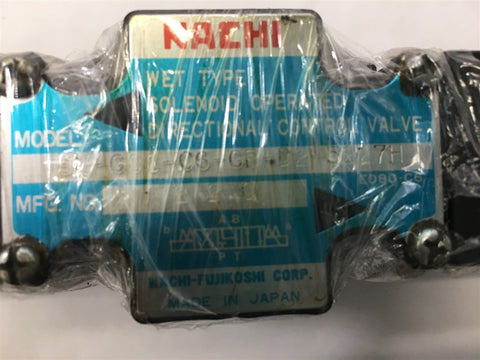 NACHI
WET TYPE
SOLENOID OPERATED
DIRECTIONAL CONTROL VALVE
MODEL
MFG. NO.
A B
b a
P T
NACHI-FUJIKOSHI CORP.
MADE IN JAPAN